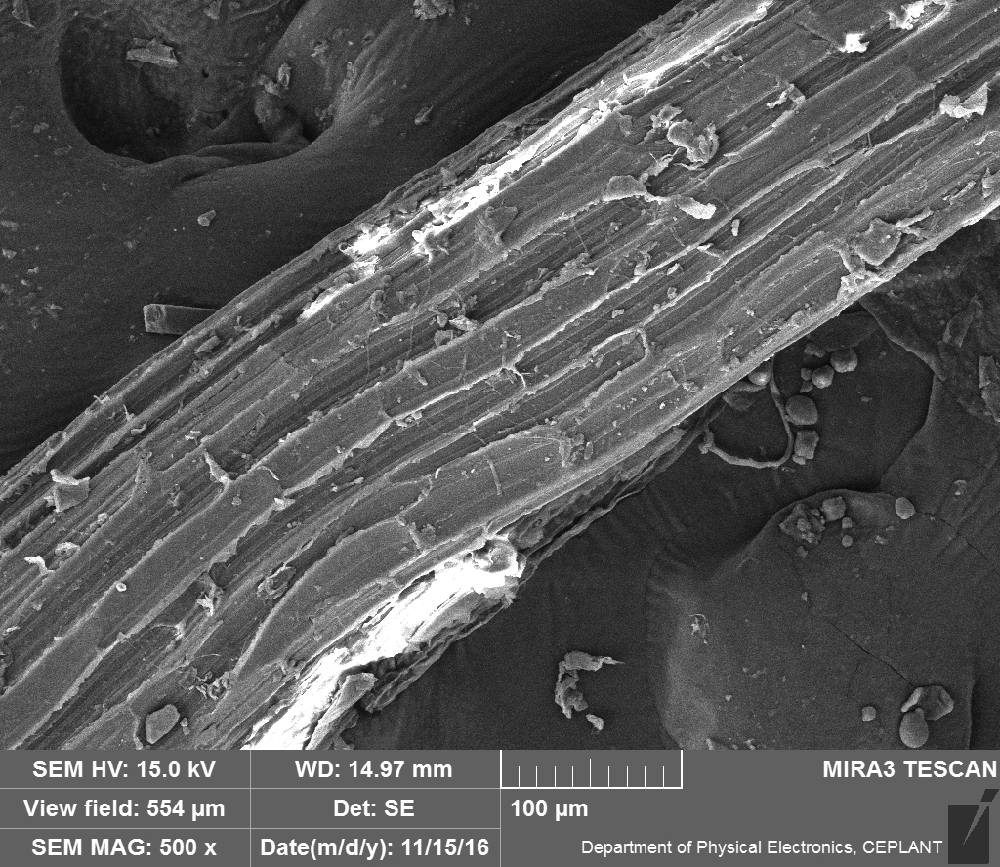 SEM HV: 15.0 kV
WD: 14.97 mm
MIRA3 TESCAN
View field: 554 µm
Det: SE
100 µm
SEM MAG: 500 x
Date(m/d/y): 11/15/16
Department of Physical Electronics, CEPLANT